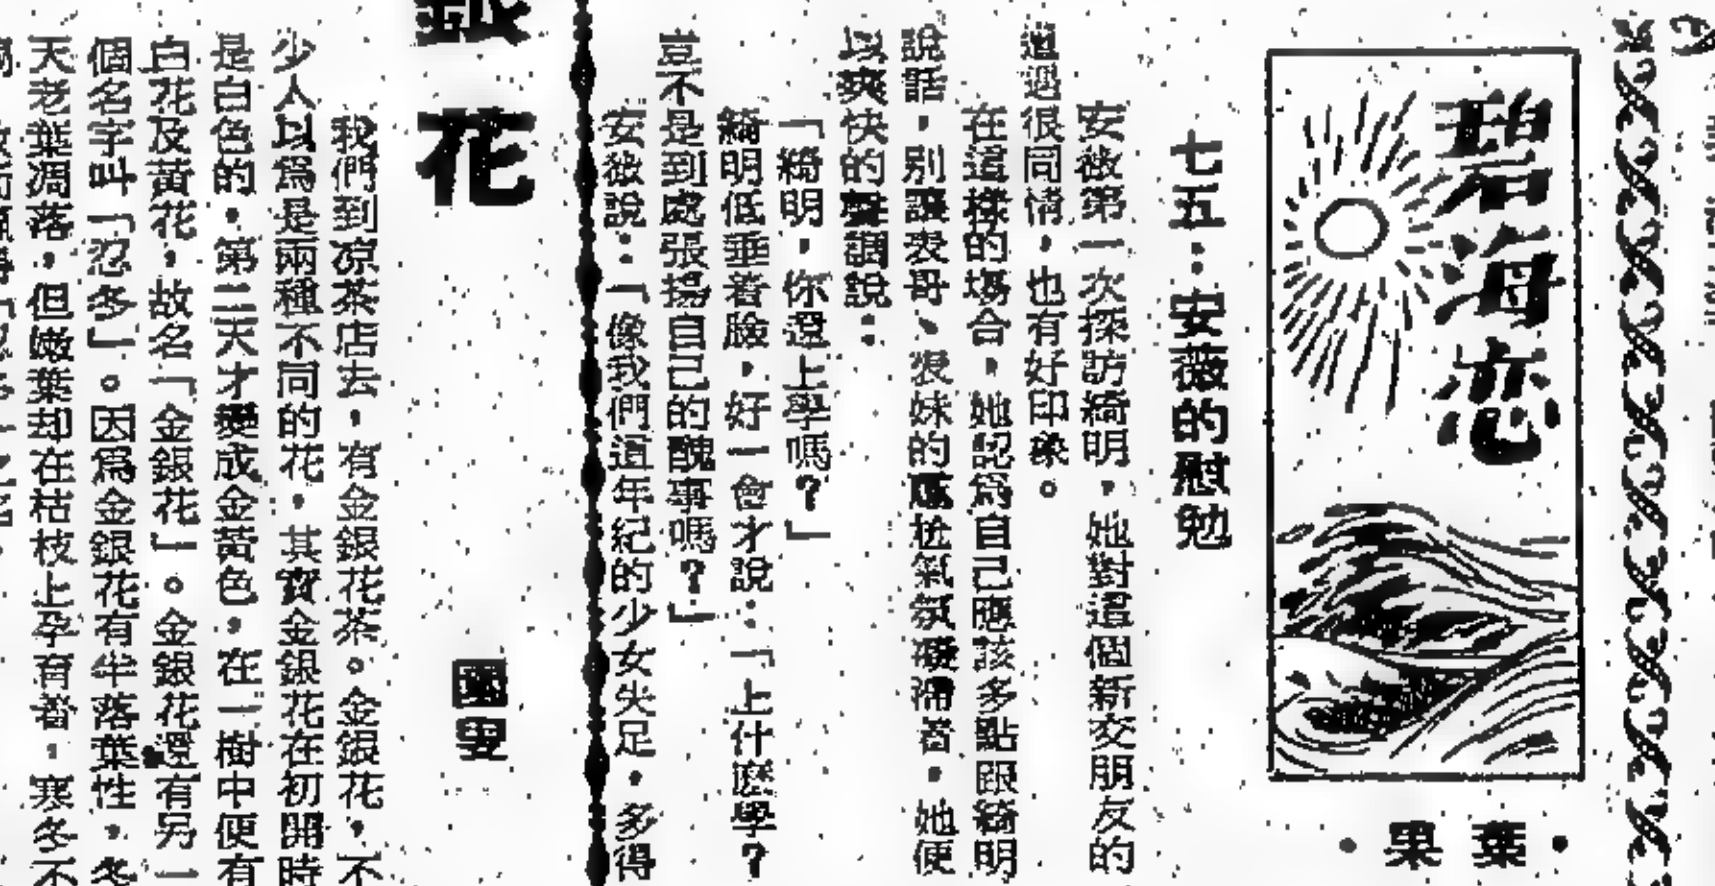 碧海恋
葉果
七五:安薇的慰勉
安薇第一次探訪綺明,她對這個新交朋友的
遭遇很同情,也有好印象。
在這樣的場合,她認爲自己應該多點跟綺明
說話,別讓表哥、表妹的尷尬氣氛礙滯着,她便
以爽快的聲調說:
「綺明,你還上學嗎?」
綺明低垂着臉,好一會才說:「上什麽學?
豈不是到處張揚自己的醜事嗎?」
安薇說:「像我們這年紀的少女失足,多得
銀花
我們到凉茶店去,有金銀花茶。金銀花,不
少人以爲是兩種不同的花,其實金銀花在初開時
是白色的,第二天才變成金黃色,在一樹中便有
白花及黃花,故名「金銀花」。金銀花還有另一
個名字叫「忍冬」。因爲金銀花有半落葉性,冬
天老葉凋落,但嫩葉却在枯枝上孕育着,寒冬不